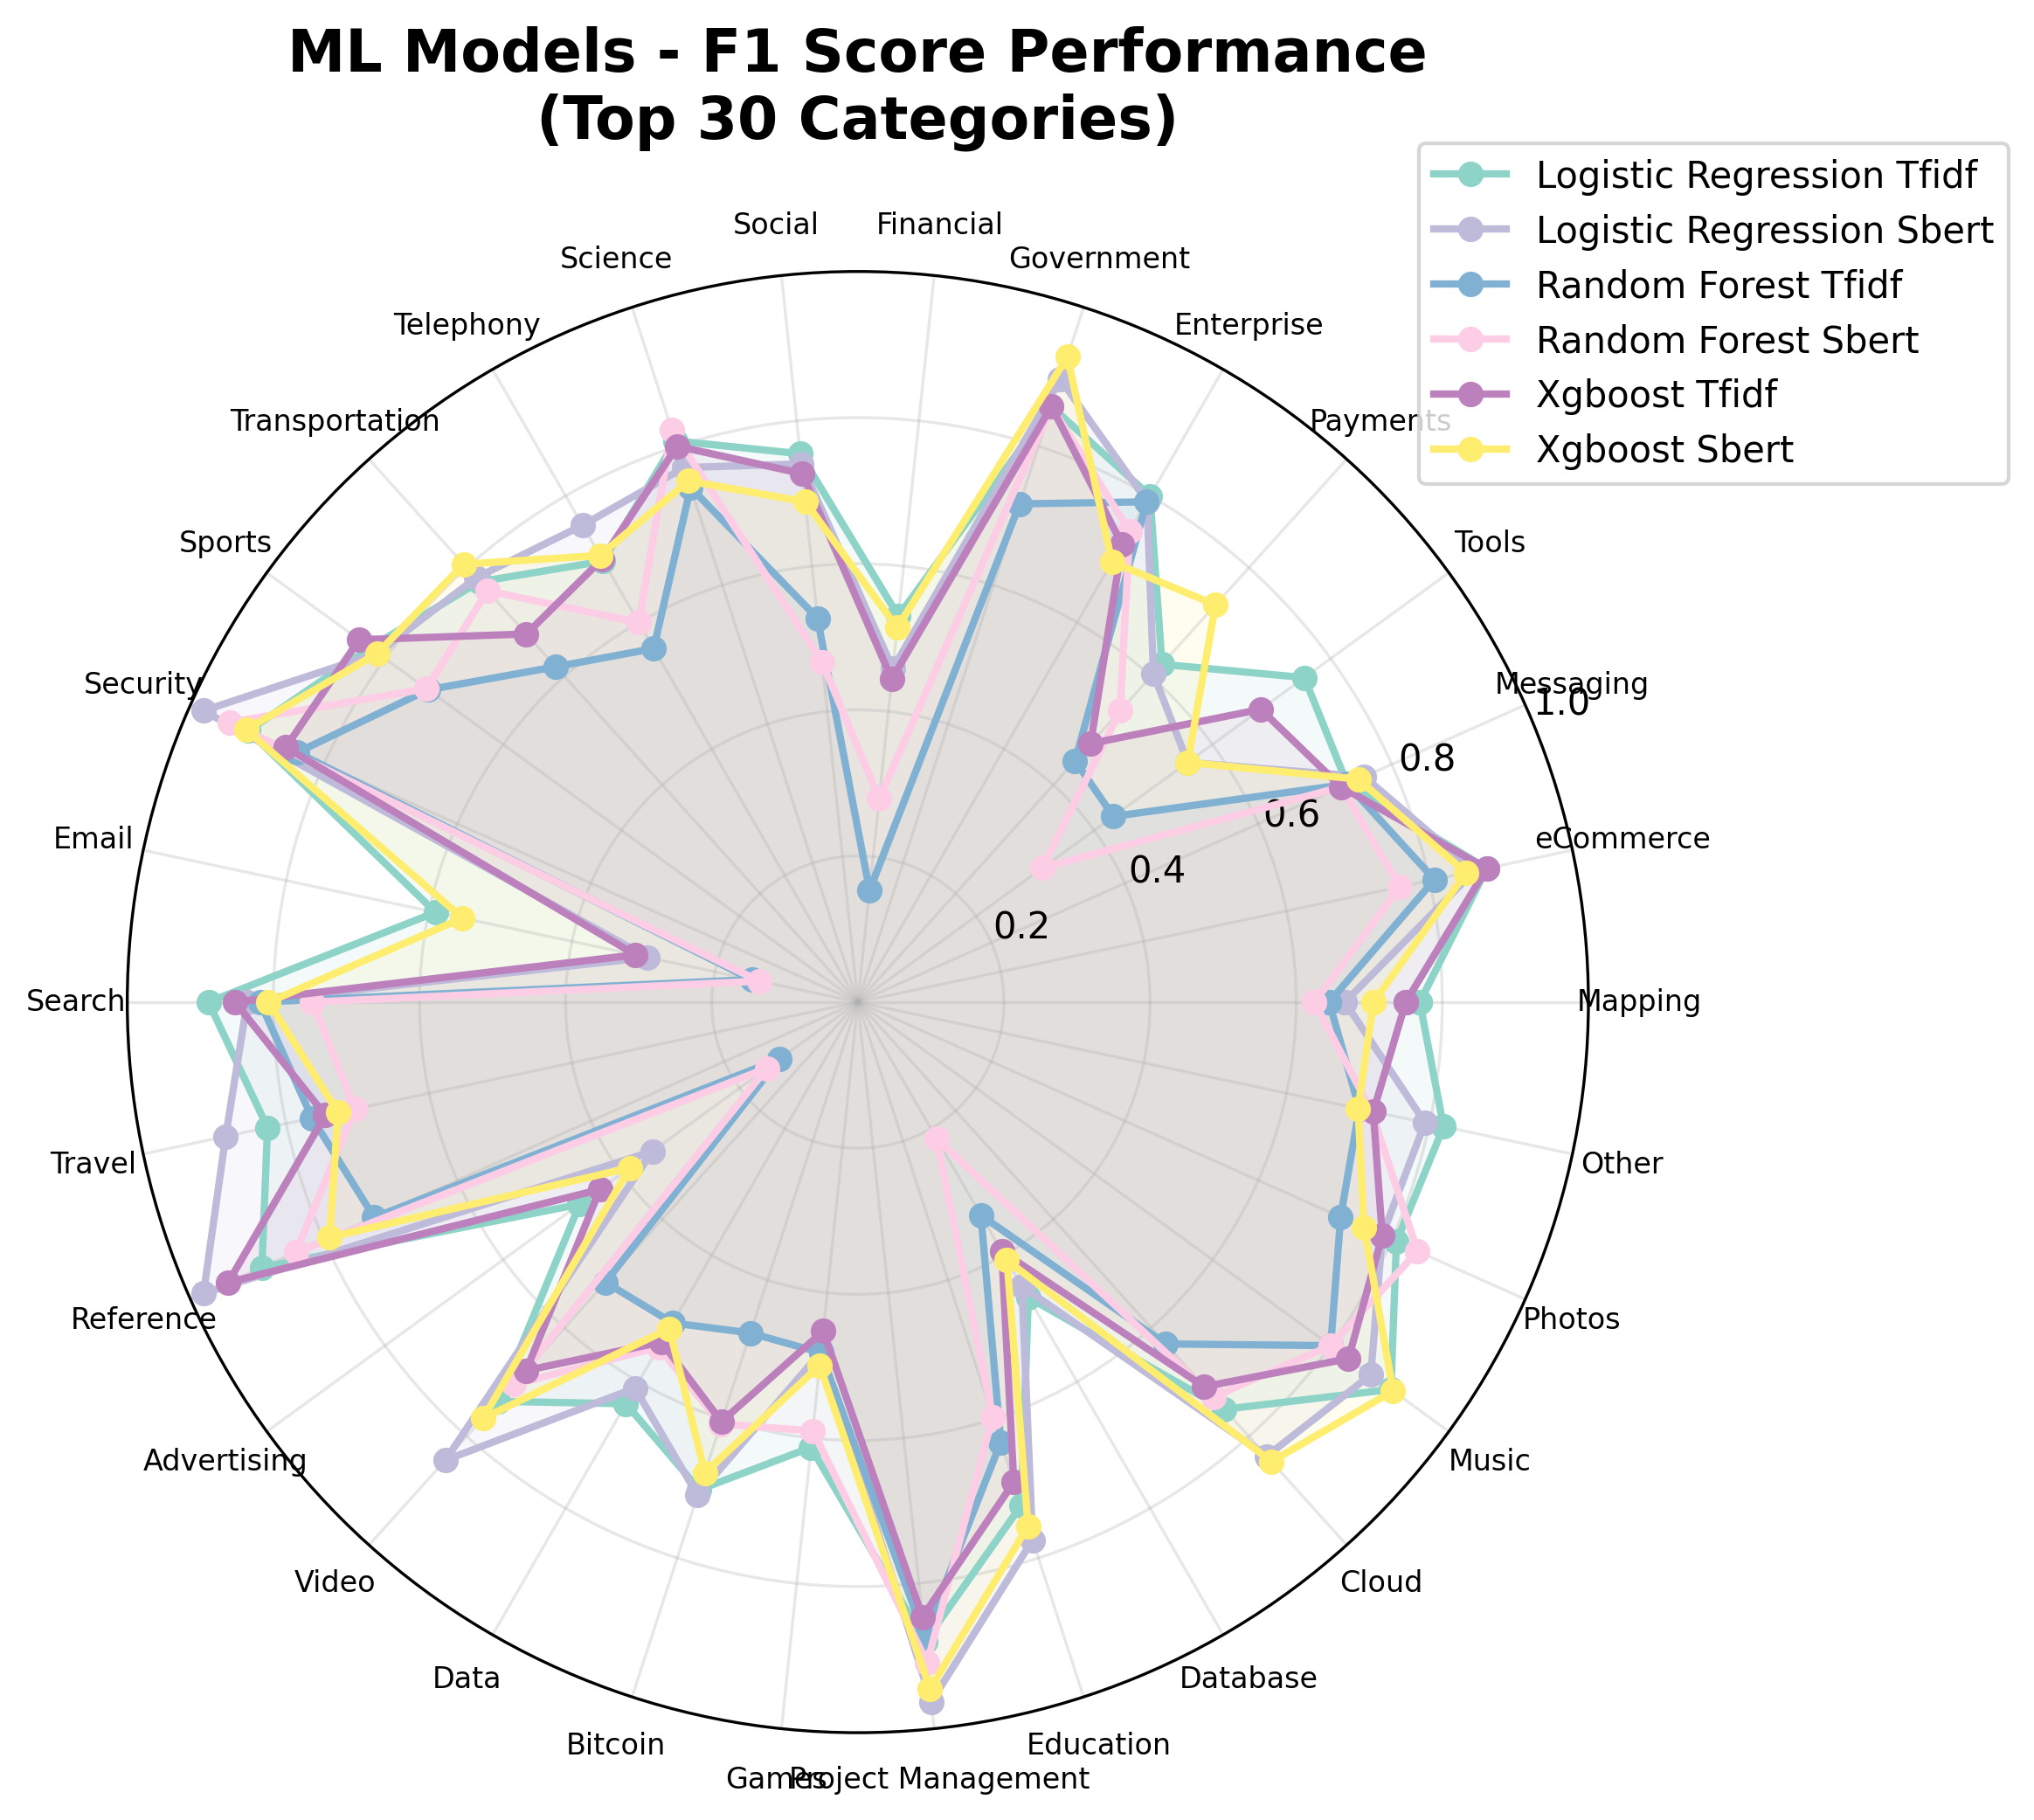 ML Models - F1 Score Performance
(Top 30 Categories)
Logistic Regression Tfidf
Logistic Regression Sbert
Random Forest Tfidf
Random Forest Sbert
Xgboost Tfidf
Xgboost Sbert
Social
Financial
Science
Government
Telephony
Enterprise
Transportation
Payments
Sports
Tools
Security
Messaging
1.0
0.8
0.6
0.4
0.2
Email
eCommerce
Search
Mapping
Travel
Other
Reference
Photos
Advertising
Music
Video
Cloud
Data
Database
Bitcoin
Education
Games
Project Management